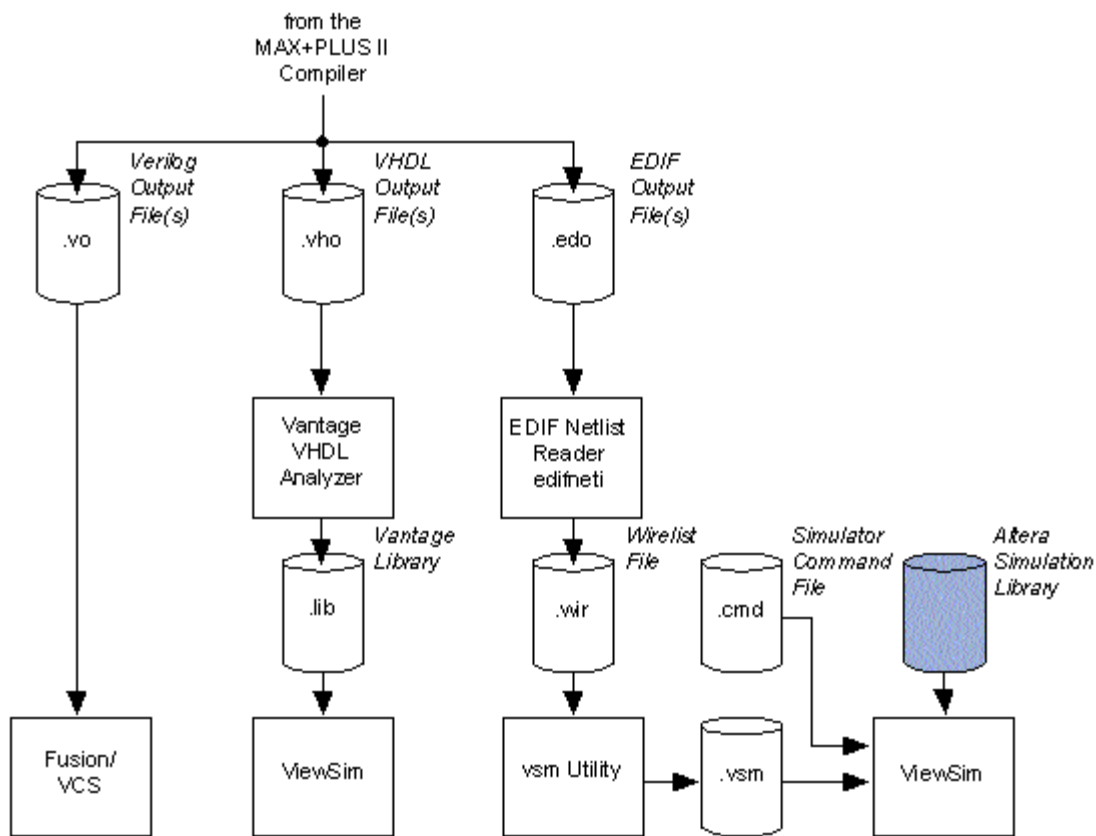 from the
MAX+PLUS II
Compiler
Verilog
Output
File(s)
VHDL
Output
File(s)
EDIF
Output
File(s)
.vo
.vho
.edo
Vantage
VHDL
Analyzer
EDIF Netlist
Reader
edifneti
Vantage
Library
Wirelist
File
Simulator
Command
File
Altera
Simulation
Library
.lib
.wir
.cmd
Fusion/
VCS
ViewSim
vsm Utility
.vsm
ViewSim